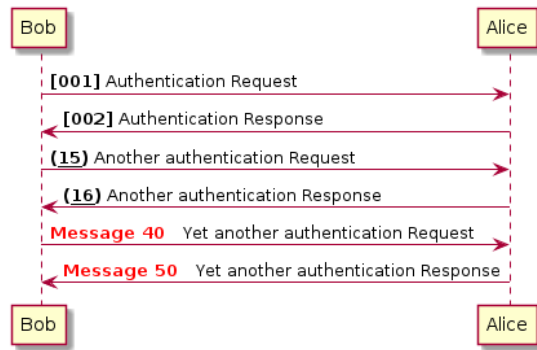 Bob Alice
[001] Authentication Request
[002] Authentication Response
(15) Another authentication Request
(16) Another authentication Response
Message 40 Yet another authentication Request
Message 50 Yet another authentication Response
Bob Alice